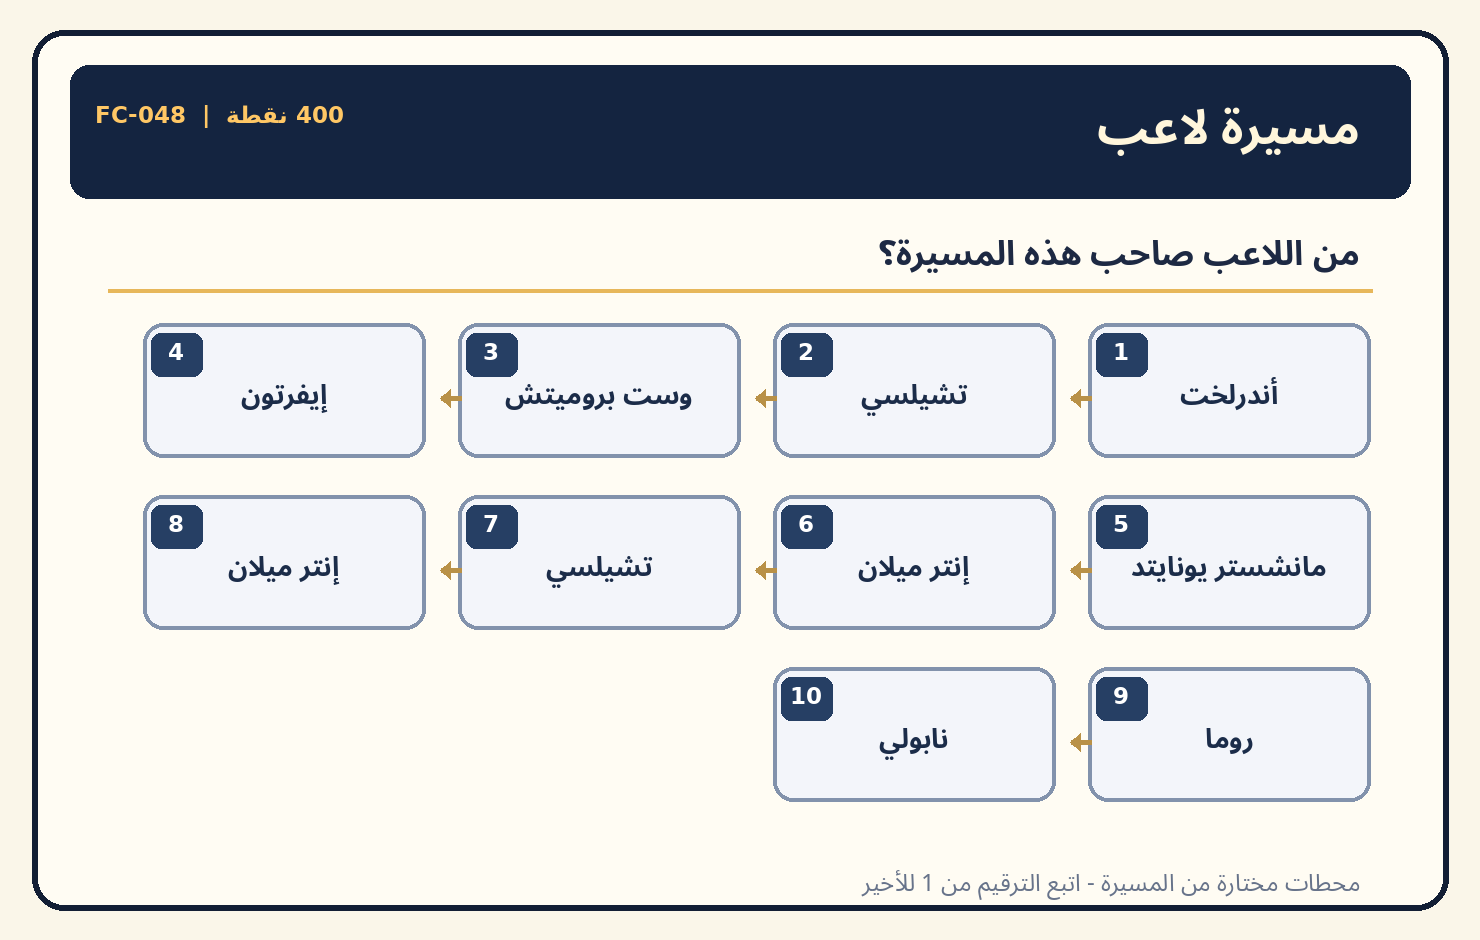 مسيرة لاعب
400 نقطة | FC-048
من اللاعب صاحب هذه المسيرة؟
1
أندرلخت
2
تشيلسي
3
وست بروميتش
4
إيفرتون
5
مانشستر يونايتد
6
إنتر ميلان
7
تشيلسي
8
إنتر ميلان
9
روما
10
نابولي
محطات مختارة من المسيرة - اتبع الترقيم من 1 للأخير